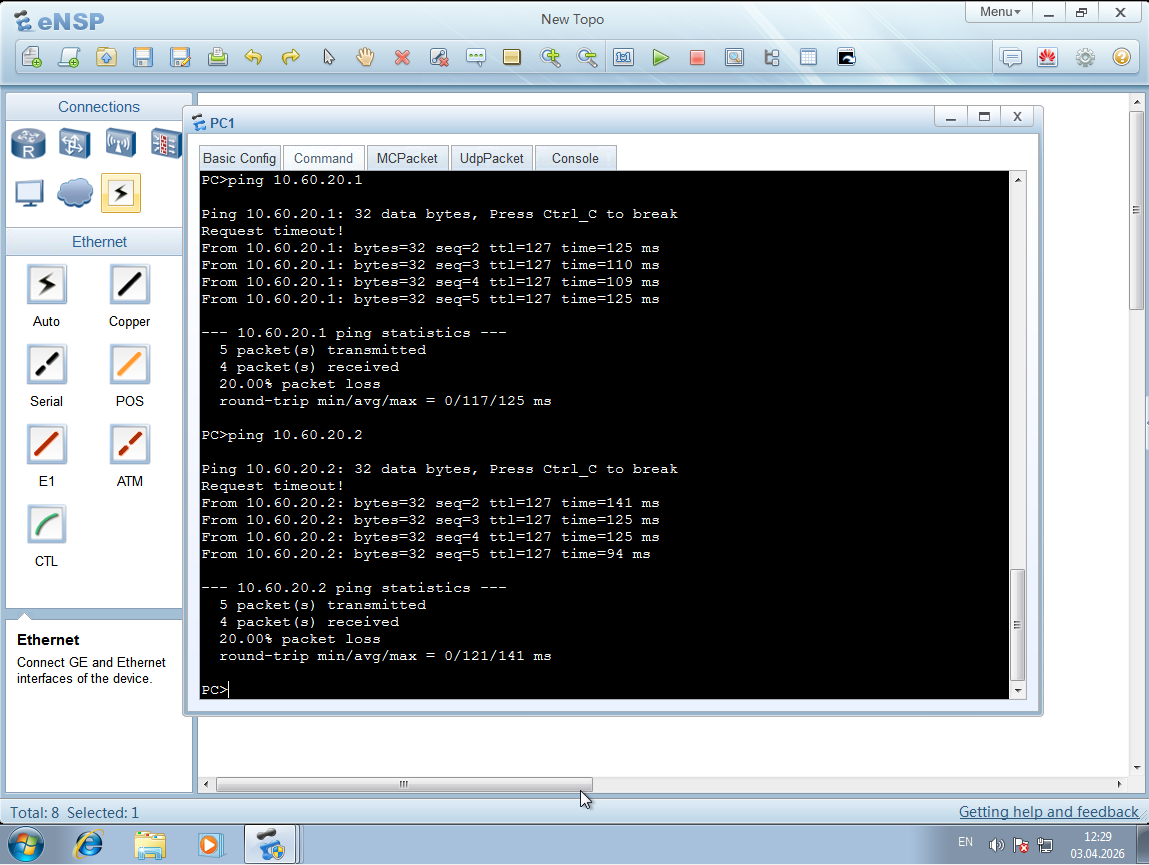 eNSP
New Topo
Menu
Connections
R
Ethernet
Auto
Copper
Serial
POS
E1
ATM
CTL
Ethernet
Connect GE and Ethernet
interfaces of the device.
PC1
Basic Config
Command
MCPacket
UdpPacket
Console
PC>ping 10.60.20.1
Ping 10.60.20.1: 32 data bytes, Press Ctrl_C to break
Request timeout!
From 10.60.20.1: bytes=32 seq=2 ttl=127 time=125 ms
From 10.60.20.1: bytes=32 seq=3 ttl=127 time=110 ms
From 10.60.20.1: bytes=32 seq=4 ttl=127 time=109 ms
From 10.60.20.1: bytes=32 seq=5 ttl=127 time=125 ms
--- 10.60.20.1 ping statistics ---
5 packet(s) transmitted
4 packet(s) received
20.00% packet loss
round-trip min/avg/max = 0/117/125 ms
PC>ping 10.60.20.2
Ping 10.60.20.2: 32 data bytes, Press Ctrl_C to break
Request timeout!
From 10.60.20.2: bytes=32 seq=2 ttl=127 time=141 ms
From 10.60.20.2: bytes=32 seq=3 ttl=127 time=125 ms
From 10.60.20.2: bytes=32 seq=4 ttl=127 time=125 ms
From 10.60.20.2: bytes=32 seq=5 ttl=127 time=94 ms
--- 10.60.20.2 ping statistics ---
5 packet(s) transmitted
4 packet(s) received
20.00% packet loss
round-trip min/avg/max = 0/121/141 ms
PC>
Total: 8 Selected: 1
Getting help and feedback
EN
12:29
03.04.2026